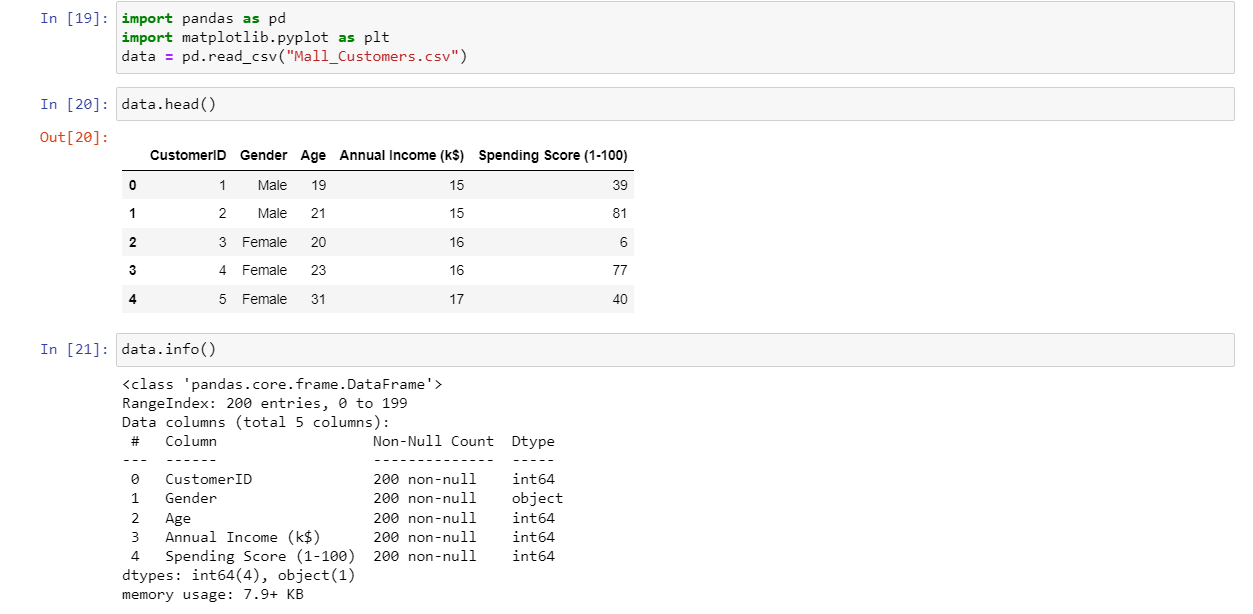 In [19]: import pandas as pd
import matplotlib.pyplot as plt
data = pd.read_csv("Mall_Customers.csv")
In [20]: data.head()
Out[20]:
CustomerID Gender Age Annual Income (k$) Spending Score (1-100)
0 1 Male 19 15 39
1 2 Male 21 15 81
2 3 Female 20 16 6
3 4 Female 23 16 77
4 5 Female 31 17 40
In [21]: data.info()
<class 'pandas.core.frame.DataFrame'>
RangeIndex: 200 entries, 0 to 199
Data columns (total 5 columns):
# Column Non-Null Count Dtype
--- ------ -------------- -----
0 CustomerID 200 non-null int64
1 Gender 200 non-null object
2 Age 200 non-null int64
3 Annual Income (k$) 200 non-null int64
4 Spending Score (1-100) 200 non-null int64
dtypes: int64(4), object(1)
memory usage: 7.9+ KB